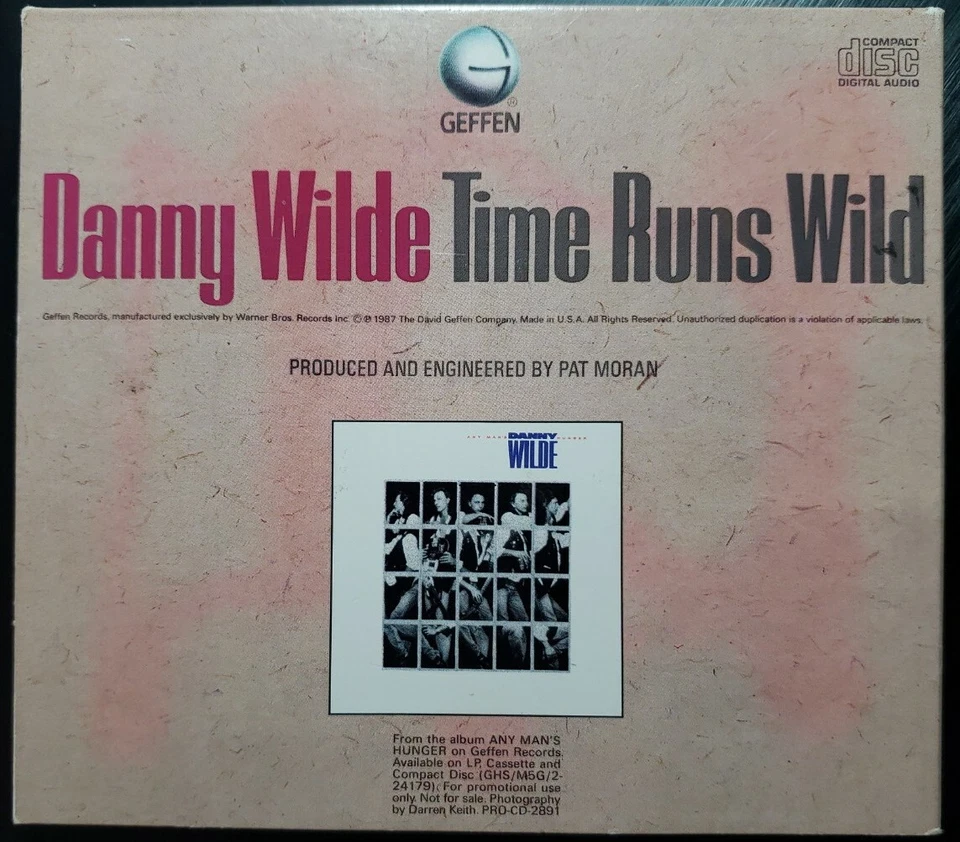 COMPACT
disc
DIGITAL AUDIO
G
®
GEFFEN
Danny Wilde Time Runs Wild
Geffen Records, manufactured exclusively by Warner Bros. Records Inc. © ℗ 1987 The David Geffen Company. Made in U.S.A. All Rights Reserved. Unauthorized duplication is a violation of applicable laws.
PRODUCED AND ENGINEERED BY PAT MORAN
ANY MAN'S DANNY HUNGER
WILDE
From the album ANY MAN'S
HUNGER on Geffen Records.
Available on LP, Cassette and
Compact Disc (GHS/M5G/2-
24179). For promotional use
only. Not for sale. Photography
by Darren Keith. PRO-CD-2891